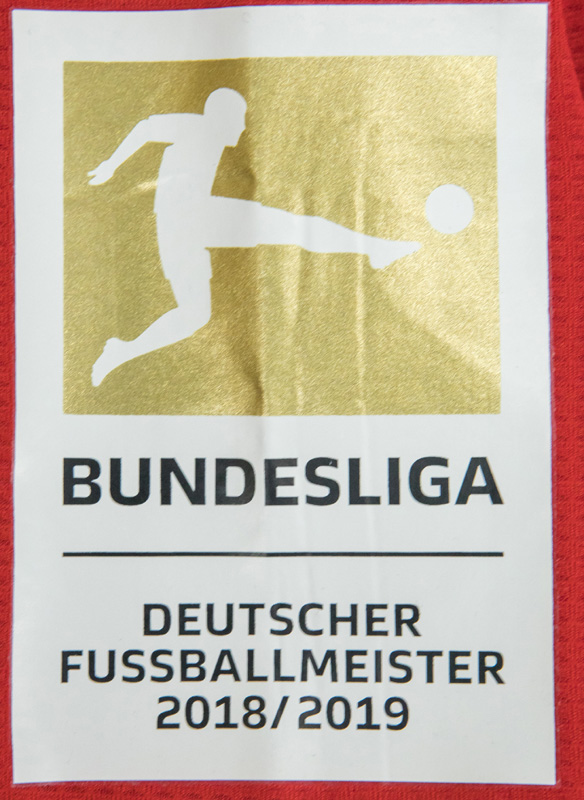 BUNDESLIGA
DEUTSCHER
FUSSBALLMEISTER
2018/2019